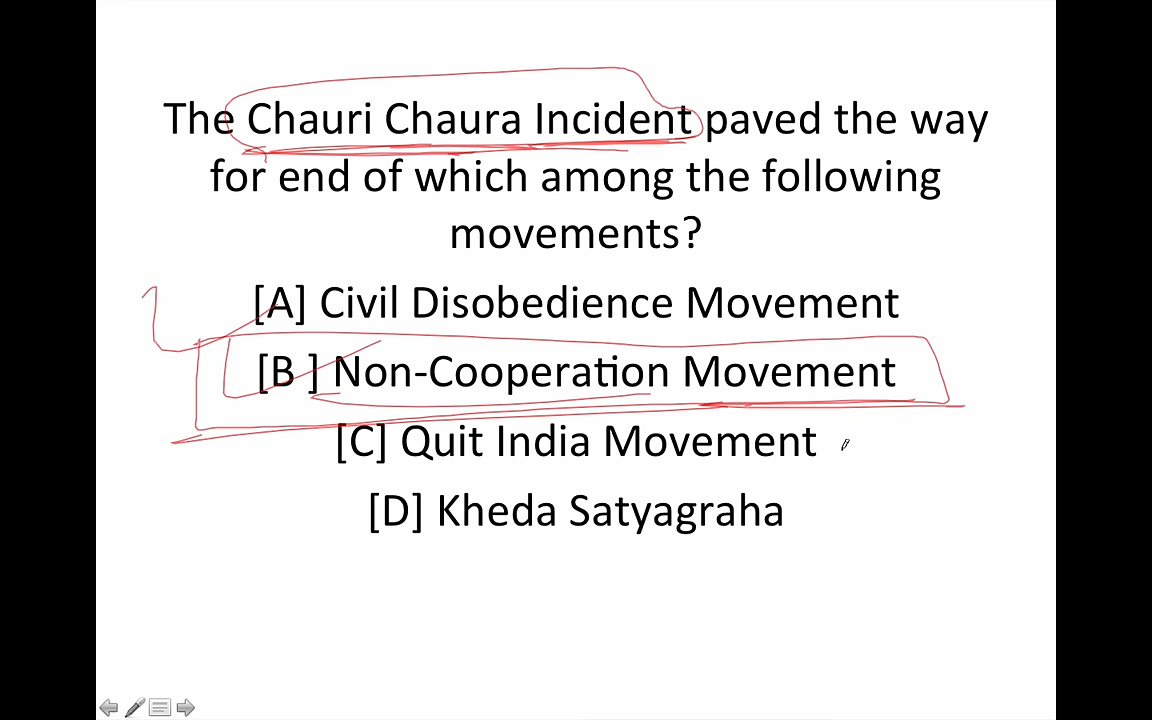 The Chauri Chaura Incident paved the way
for end of which among the following
movements?
[A] Civil Disobedience Movement
[B ] Non-Cooperation Movement
[C] Quit India Movement
[D] Kheda Satyagraha